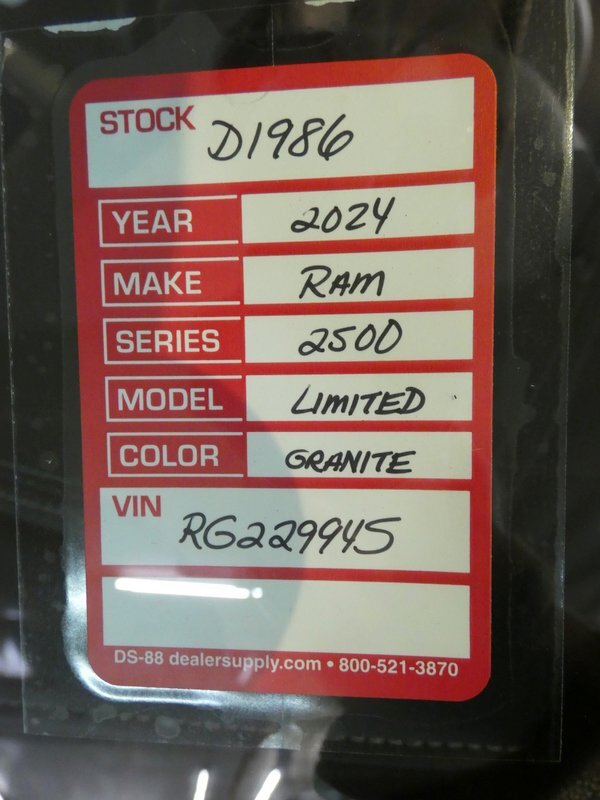 STOCK D1986
YEAR 2024
MAKE RAM
SERIES 2500
MODEL LIMITED
COLOR GRANITE
VIN RG229945
DS-88 dealersupply.com • 800-521-3870